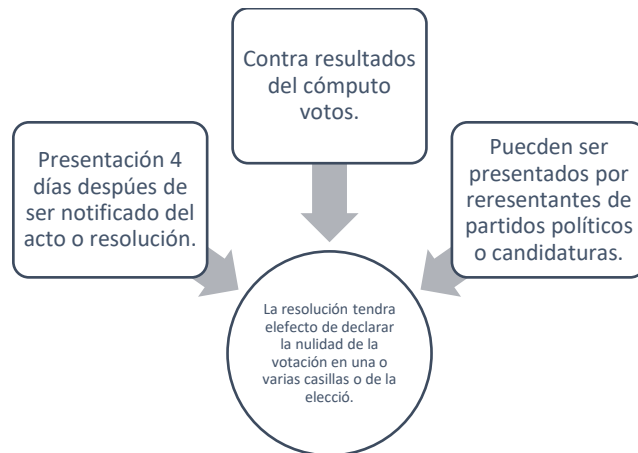 Contra resultados
del cómputo
votos.
Presentación 4
días despúes de
ser notificado del
acto o resolución.
Puecden ser
presentados por
reresentantes de
partidos políticos
o candidaturas.
La resolución tendra
elefecto de declarar
la nulidad de la
votación en una o
varias casillas o de la
elecció.